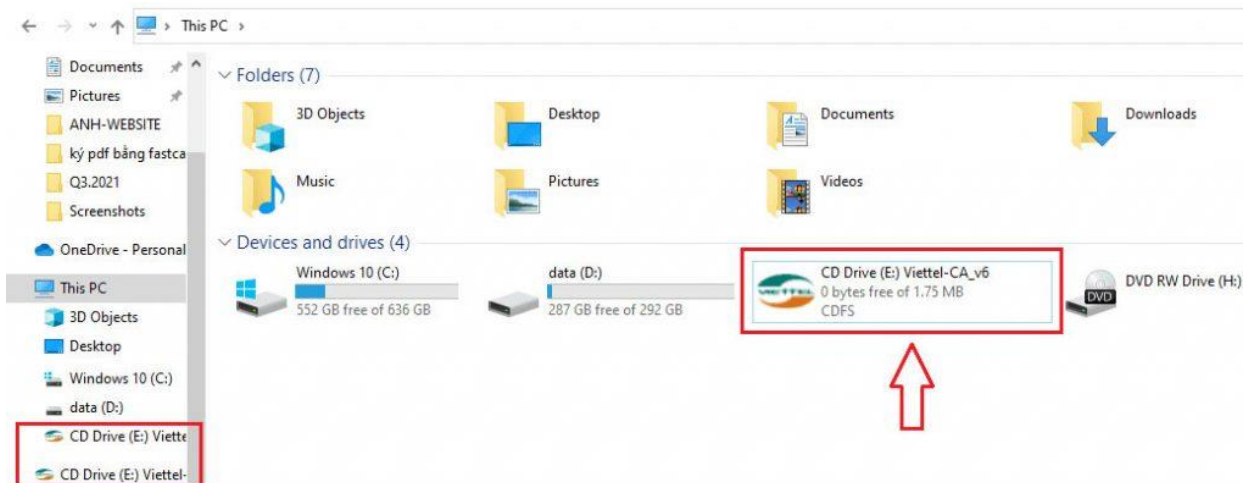 This PC
Documents
Pictures
ANH-WEBSITE
ký pdf bằng fastca
Q3.2021
Screenshots
OneDrive - Personal
This PC
3D Objects
Desktop
Windows 10 (C:)
data (D:)
CD Drive (E:) Viette
CD Drive (E:) Viettel-
Folders (7)
3D Objects
Desktop
Documents
Downloads
Music
Pictures
Videos
Devices and drives (4)
Windows 10 (C:)
552 GB free of 636 GB
data (D:)
287 GB free of 292 GB
VIETTEL
CD Drive (E:) Viettel-CA_v6
0 bytes free of 1.75 MB
CDFS
DVD
DVD RW Drive (H:)